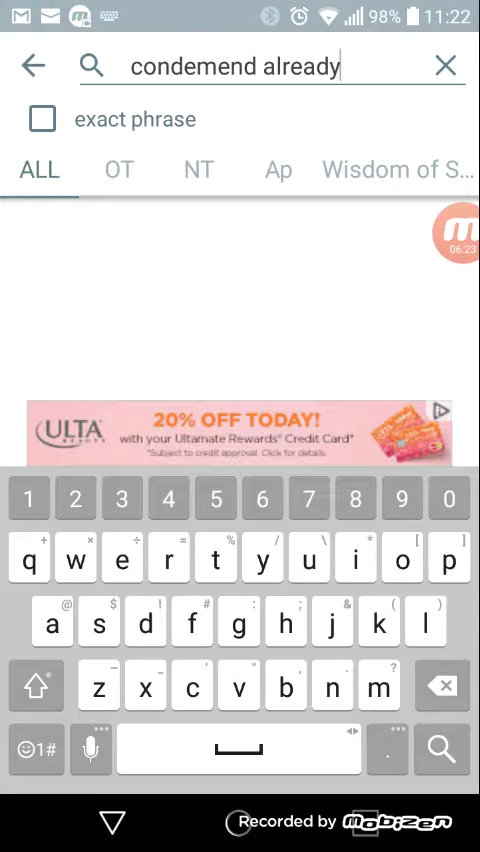 98% 11:22
condemend already
exact phrase
ALL OT NT Ap Wisdom of S...
06:23
ULTA
BEAUTY
20% OFF TODAY!
with your Ultamate Rewards® Credit Card*
*Subject to credit approval. Click for details.
1 2 3 4 5 6 7 8 9 0
+ × ÷ = % / \ * [ ]
q w e r t y u i o p
@ $ ! # : ; & ( )
a s d f g h j k l
- _ ' " , . ?
z x c v b n m
1# .
Recorded by Mobizen